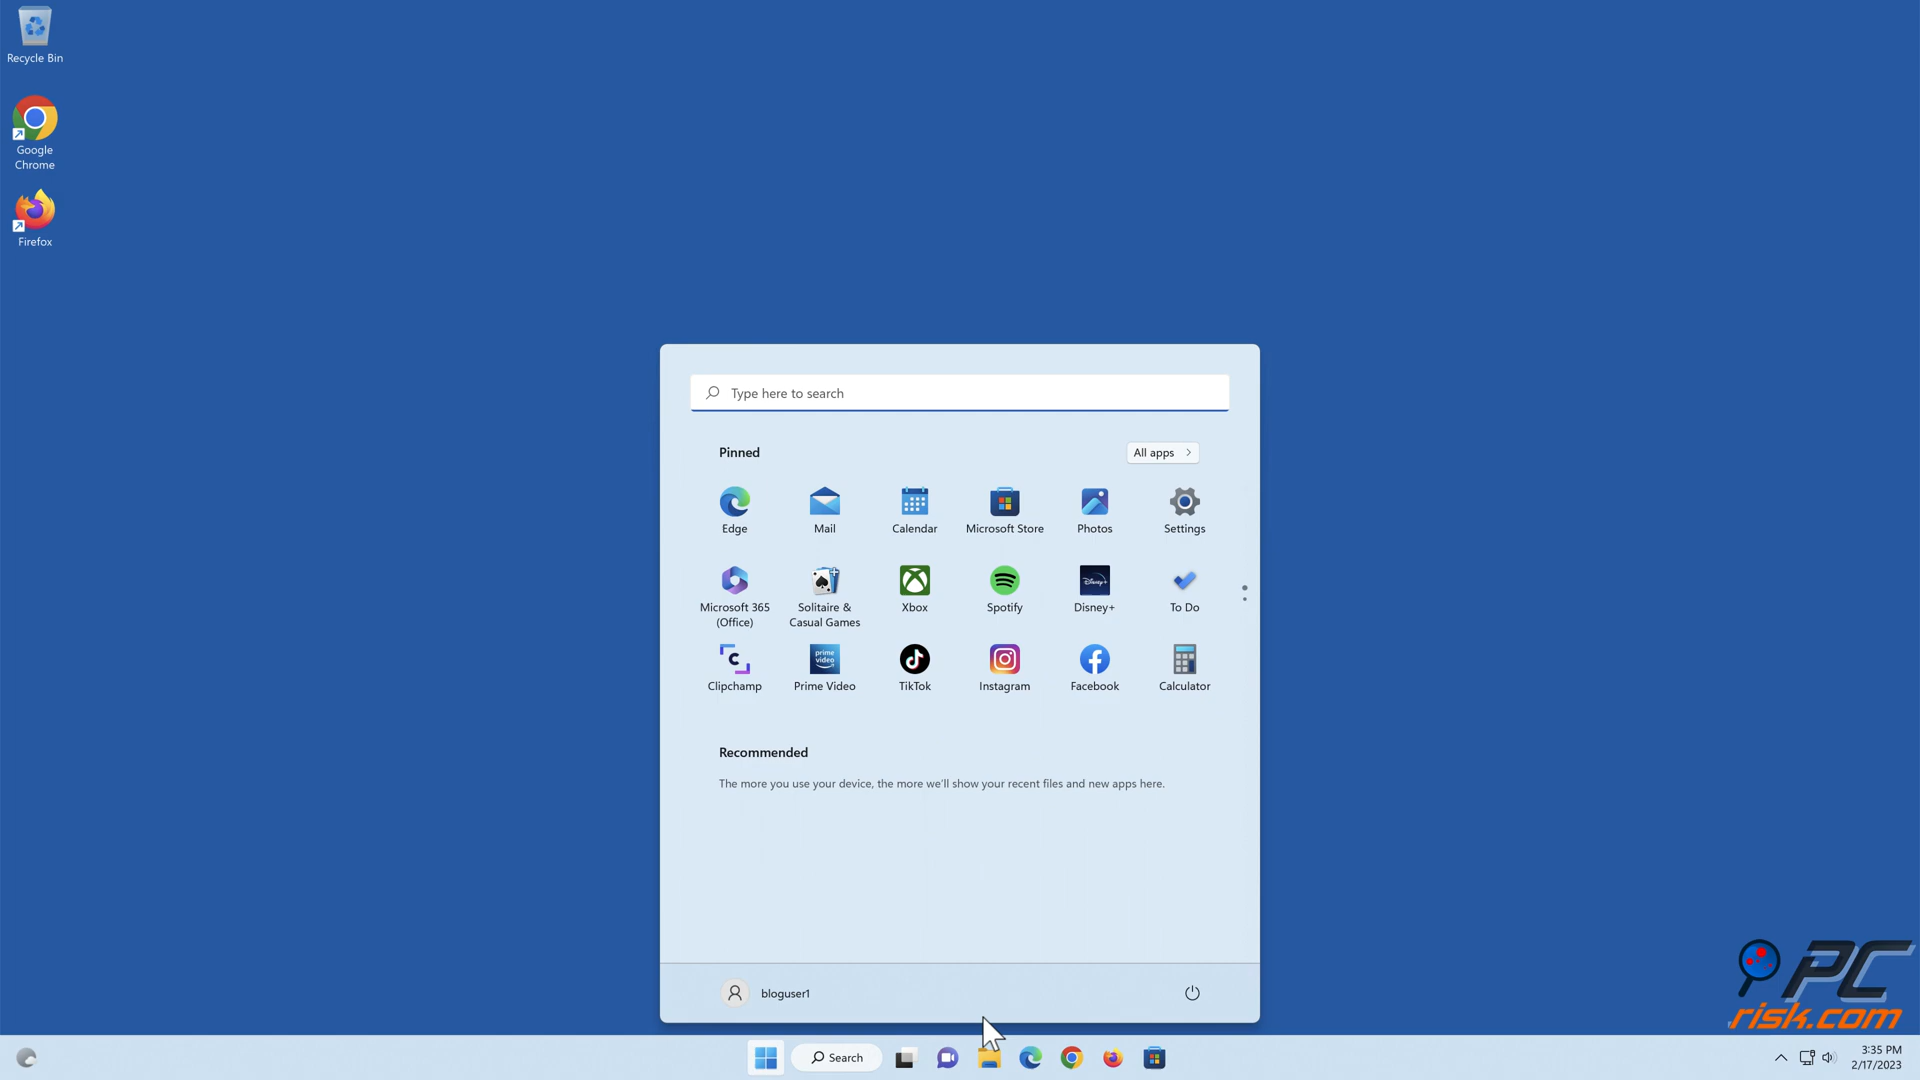 Recycle Bin
Google
Chrome
Firefox
Type here to search
Pinned
All apps
Edge
Mail
Calendar
Microsoft Store
Photos
Settings
Microsoft 365
(Office)
Solitaire &
Casual Games
Xbox
Spotify
Disney+
Disney+
To Do
C
Clipchamp
prime
video
Prime Video
TikTok
Instagram
Facebook
Calculator
Recommended
The more you use your device, the more we'll show your recent files and new apps here.
bloguser1
PC
risk.com
Search
3:35 PM
2/17/2023